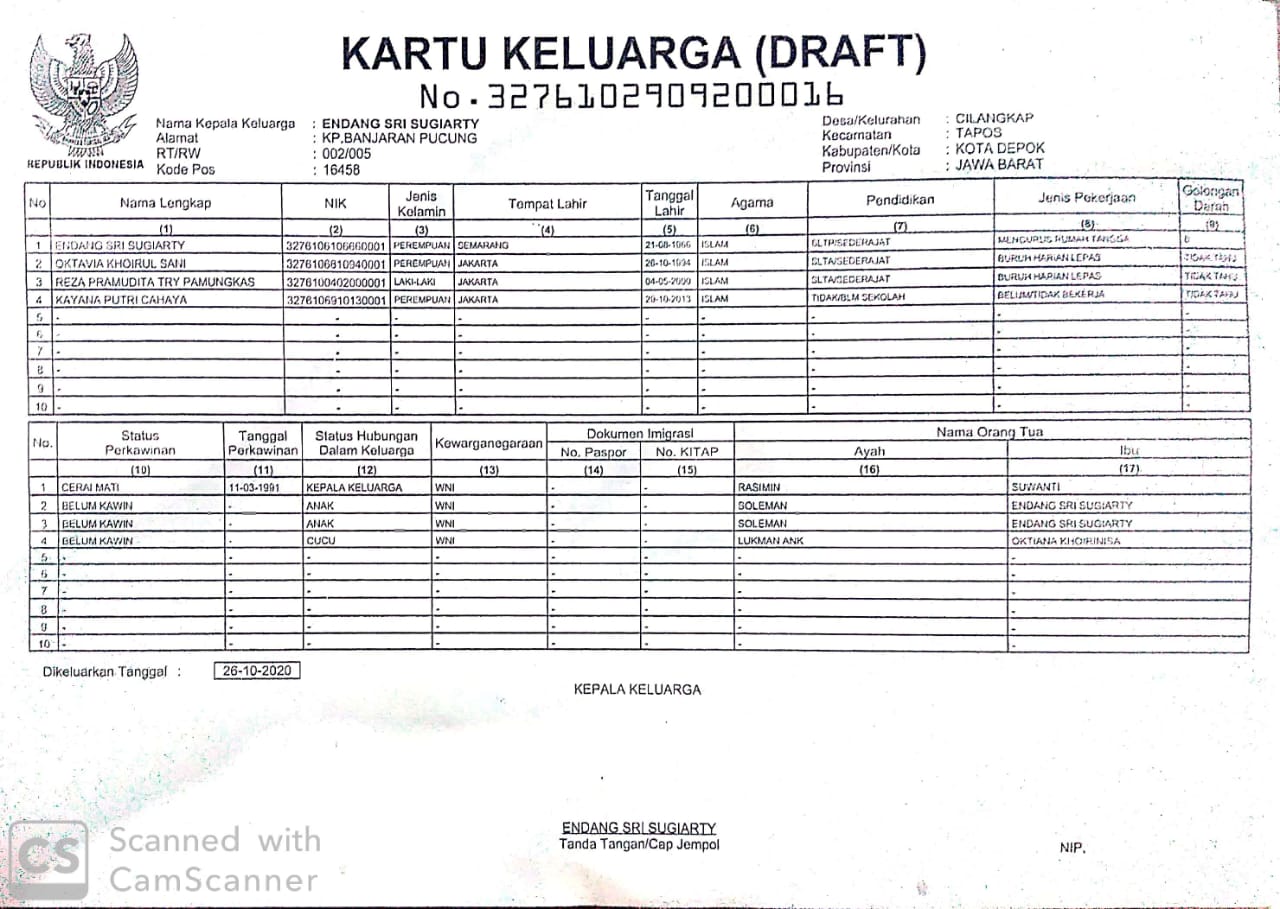 KARTU KELUARGA (DRAFT)
No.3276102909200016
REPUBLIK INDONESIA
Nama Kepala Keluarga : ENDANG SRI SUGIARTY
Alamat : KP,BANJARAN PUCUNG
RT/RW : 002/005
Kode Pos : 16458
Desa/Kelurahan : CILANGKAP
Kecamatan : TAPOS
Kabupaten/Kota : KOTA DEPOK
Provinsi : JAWA BARAT
No Nama Lengkap NIK Jenis Kelamin Tempat Lahir Tanggal Lahir Agama Pendidikan Jenis Pekerjaan Golongan Darah
(1) (2) (3) (4) (5) (6) (7) (8) (9)
1 ENDANG SRI SUGIARTY 3276106106660001 PEREMPUAN SEMARANG ISLAM SLTP/SEDERAJAT MENGURUS RUMAH TANGGA
2 OKTAVIA KHOIRUL SANI 3276106610940001 PEREMPUAN JAKARTA 26-10-1994 ISLAM SLTA/SEDERAJAT BURUH HARIAN LEPAS TIDAK TAHU
3 REZA PRAMUDITA TRY PAMUNGKAS 3276100402000001 LAKI-LAKI JAKARTA ISLAM SLTA/SEDERAJAT BURUH HARIAN LEPAS TIDAK TAHU
4 KAYANA PUTRI CAHAYA 3276106910130001 PEREMPUAN JAKARTA 29-10-2013 ISLAM TIDAK/BLM SEKOLAH BELUM/TIDAK BEKERJA TIDAK TAHU
5 - - - - - - - - -
6 - - - - - - - - -
7 - - - - - - - - -
8 - - - - - - - - -
9 - - - - - - - - -
10 - - - - - - - - -
No. Status Perkawinan Tanggal Perkawinan Status Hubungan Dalam Keluarga Kewarganegaraan Dokumen Imigrasi Nama Orang Tua
No. Paspor No. KITAP Ayah Ibu
(10) (11) (12) (13) (14) (15) (16) (17)
1 CERAI MATI 11-03-1991 KEPALA KELUARGA WNI - - RASIMIN SUWANTI
2 BELUM KAWIN - ANAK WNI - - SOLEMAN ENDANG SRI SUGIARTY
3 BELUM KAWIN - ANAK WNI - - SOLEMAN ENDANG SRI SUGIARTY
4 BELUM KAWIN - CUCU WNI - - LUKMAN ANK OKTIANA KHOIRINISA
5 - - - - - - - -
6 - - - - - - - -
7 - - - - - - - -
8 - - - - - - - -
9 - - - - - - - -
10 - - - - - - - -
Dikeluarkan Tanggal : 26-10-2020
KEPALA KELUARGA
ENDANG SRI SUGIARTY
Tanda Tangan/Cap Jempol
NIP.
CS Scanned with
CamScanner